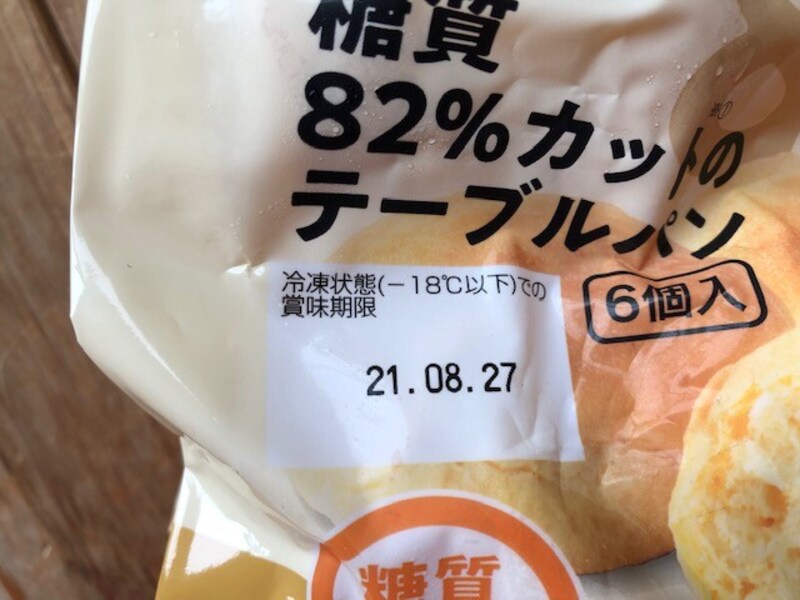 糖質
82%カットの
※①
テーブルパン
6個入
冷凍状態(−18℃以下)での
賞味期限
21.08.27
糖質